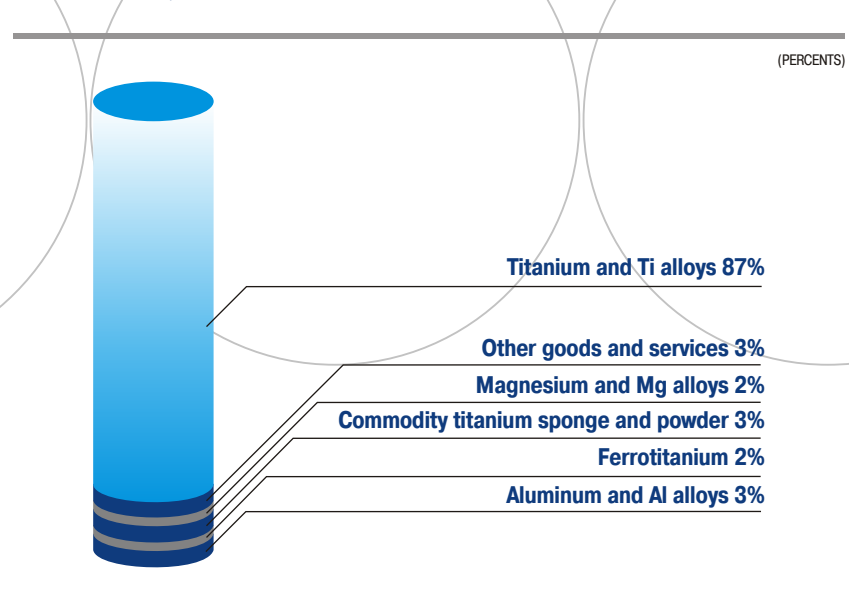 (PERCENTS)
Titanium and Ti alloys 87%
Other goods and services 3%
Magnesium and Mg alloys 2%
Commodity titanium sponge and powder 3%
Ferrotitanium 2%
Aluminum and Al alloys 3%